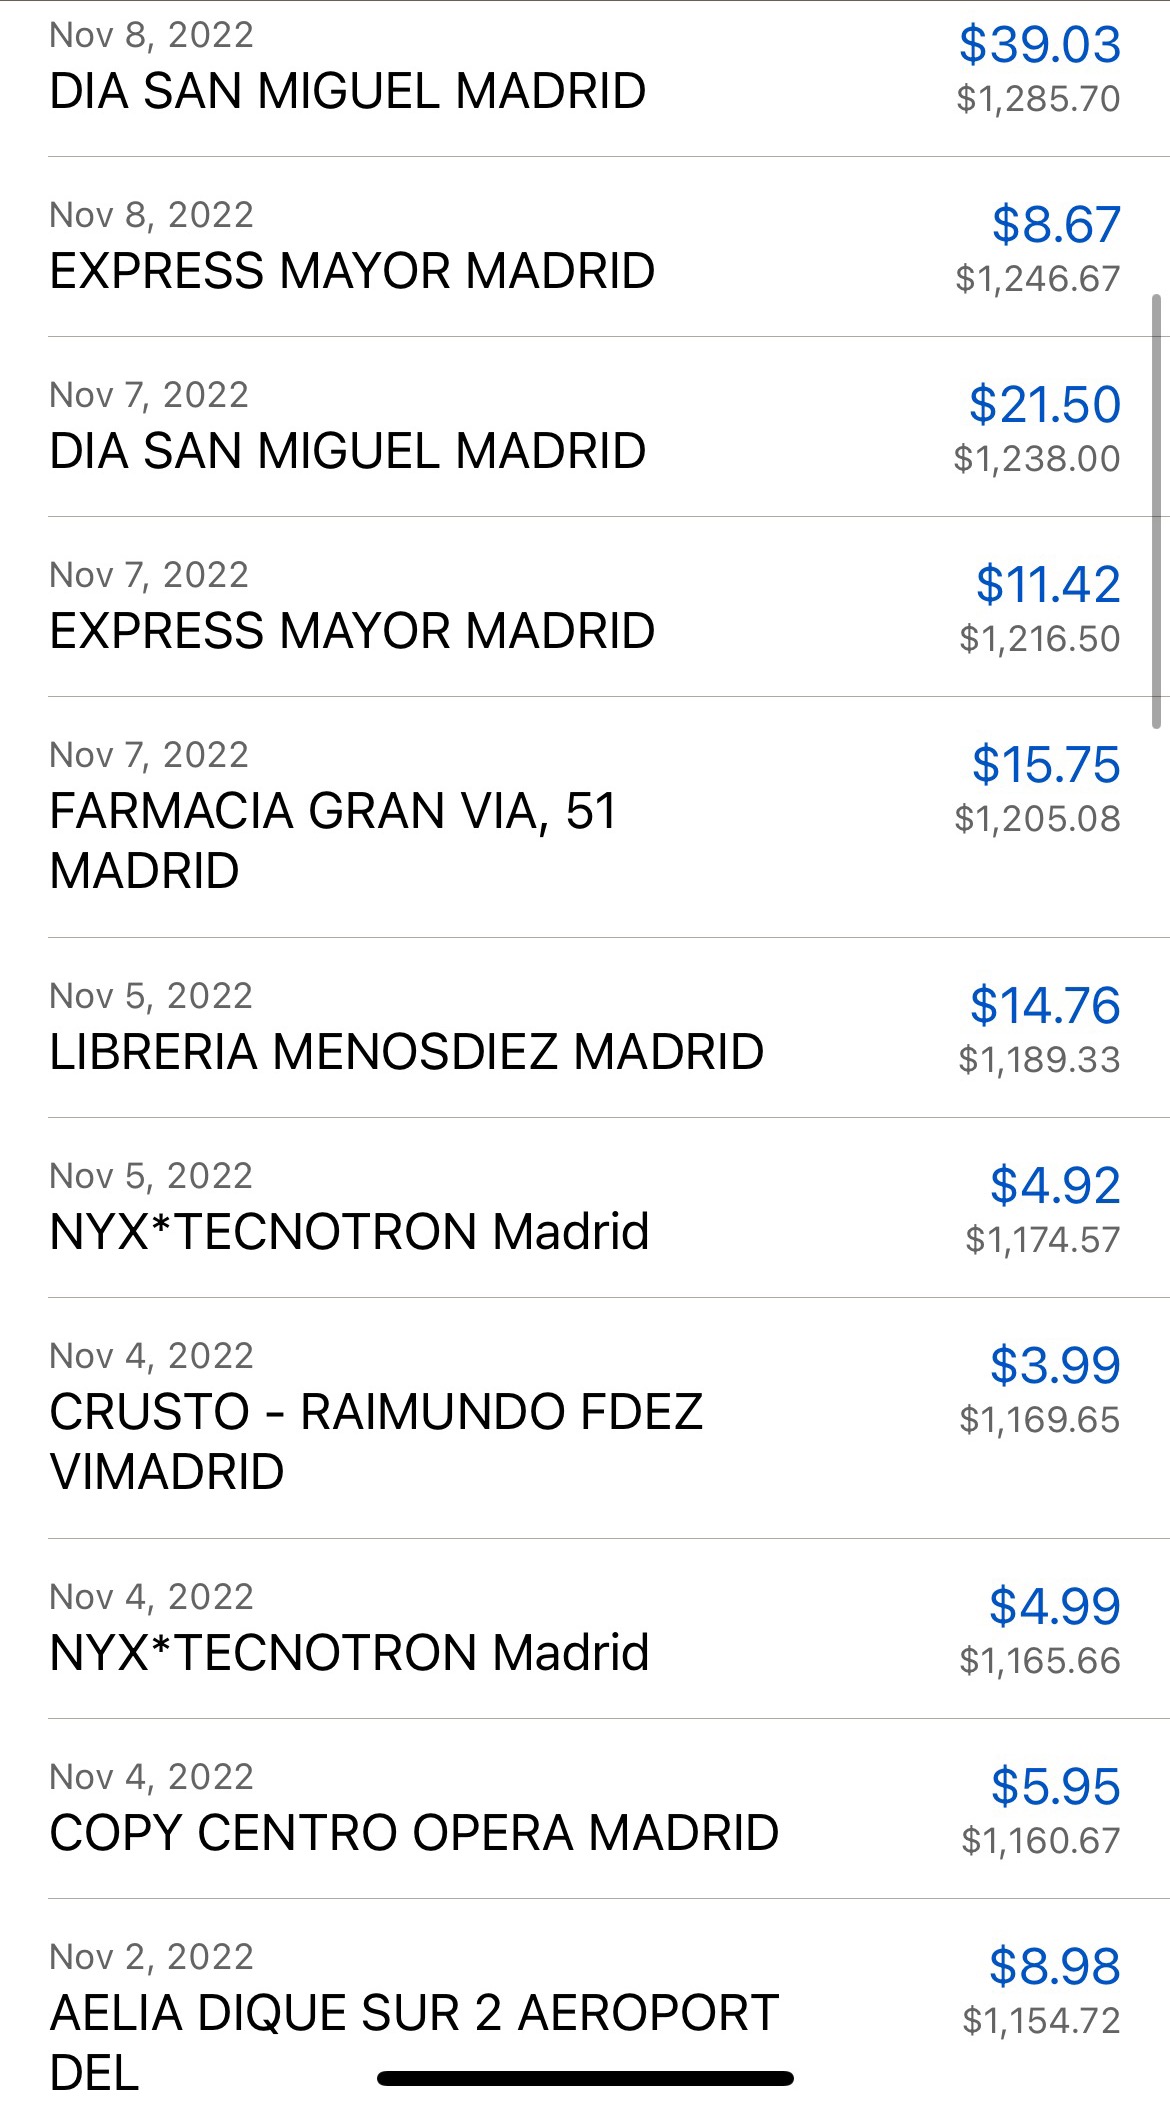 Nov 8, 2022
$39.03
DIA SAN MIGUEL MADRID
$1,285.70
Nov 8, 2022
$8.67
EXPRESS MAYOR MADRID
$1,246.67
Nov 7, 2022
$21.50
DIA SAN MIGUEL MADRID
$1,238.00
Nov 7, 2022
$11.42
EXPRESS MAYOR MADRID
$1,216.50
Nov 7, 2022
$15.75
FARMACIA GRAN VIA, 51
MADRID
$1,205.08
Nov 5, 2022
$14.76
LIBRERIA MENOSDIEZ MADRID
$1,189.33
Nov 5, 2022
$4.92
NYX*TECNOTRON Madrid
$1,174.57
Nov 4, 2022
$3.99
CRUSTO - RAIMUNDO FDEZ
VIMADRID
$1,169.65
Nov 4, 2022
$4.99
NYX*TECNOTRON Madrid
$1,165.66
Nov 4, 2022
$5.95
COPY CENTRO OPERA MADRID
$1,160.67
Nov 2, 2022
$8.98
AELIA DIQUE SUR 2 AEROPORT
DEL
$1,154.72